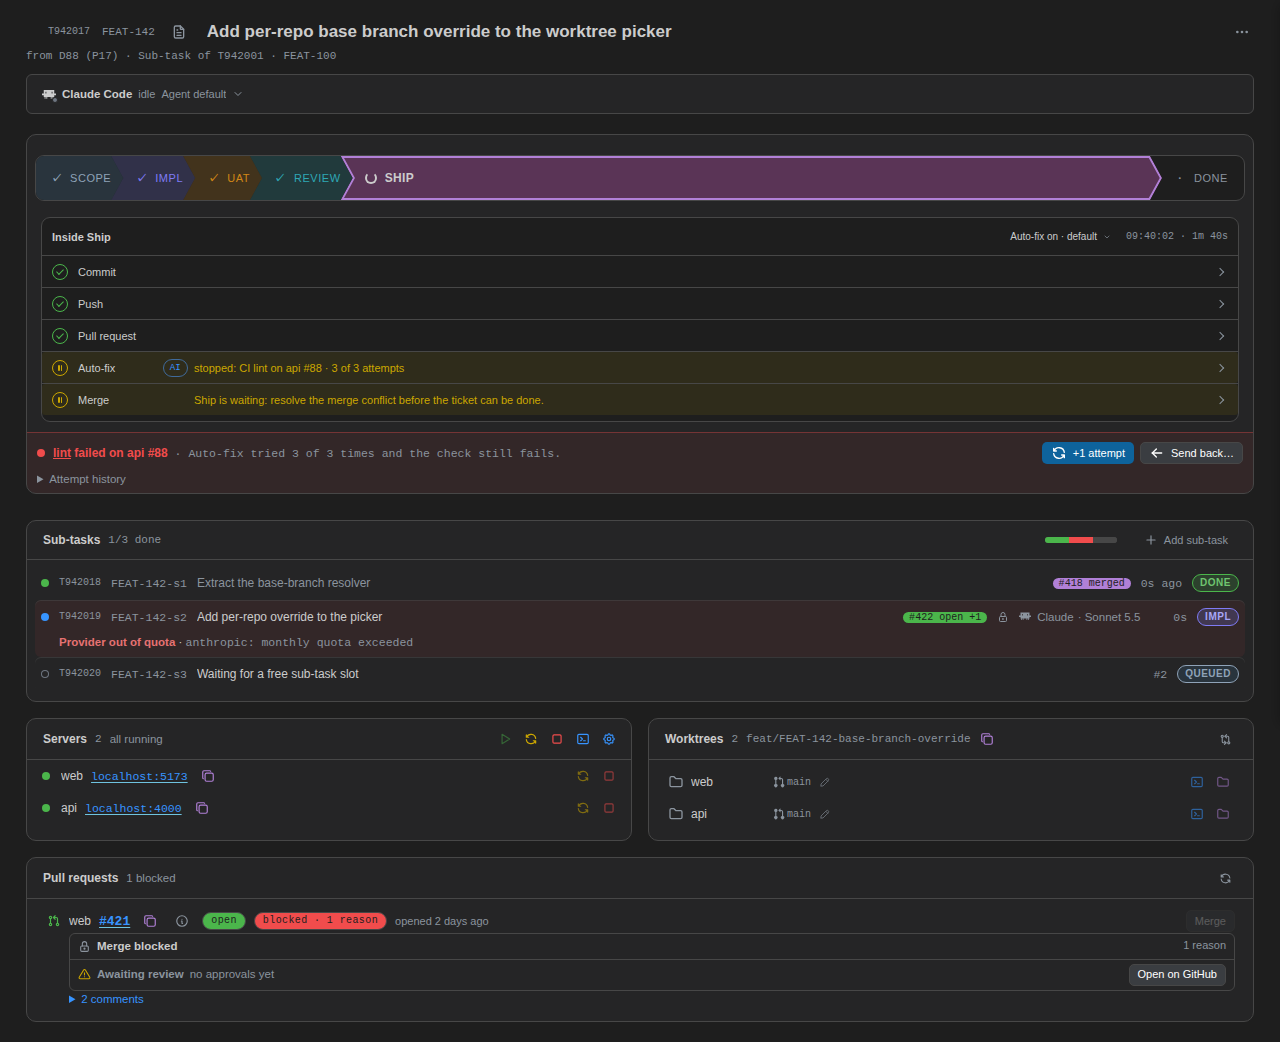 T942017 FEAT-142 Add per-repo base branch override to the worktree picker
from D88 (P17) · Sub-task of T942001 · FEAT-100
Claude Code idle Agent default
SCOPE IMPL UAT REVIEW SHIP DONE
Inside Ship Auto-fix on · default 09:40:02 · 1m 40s
Commit
Push
Pull request
Auto-fix AI stopped: CI lint on api #88 · 3 of 3 attempts
Merge Ship is waiting: resolve the merge conflict before the ticket can be done.
lint failed on api #88 · Auto-fix tried 3 of 3 times and the check still fails. +1 attempt Send back…
Attempt history
Sub-tasks 1/3 done Add sub-task
T942018 FEAT-142-s1 Extract the base-branch resolver #418 merged 0s ago DONE
T942019 FEAT-142-s2 Add per-repo override to the picker #422 open +1 Claude · Sonnet 5.5 0s IMPL
Provider out of quota · anthropic: monthly quota exceeded
T942020 FEAT-142-s3 Waiting for a free sub-task slot #2 QUEUED
Servers 2 all running
web localhost:5173
api localhost:4000
Worktrees 2 feat/FEAT-142-base-branch-override
web main
api main
Pull requests 1 blocked
web #421 open blocked · 1 reason opened 2 days ago Merge
Merge blocked 1 reason
Awaiting review no approvals yet Open on GitHub
2 comments